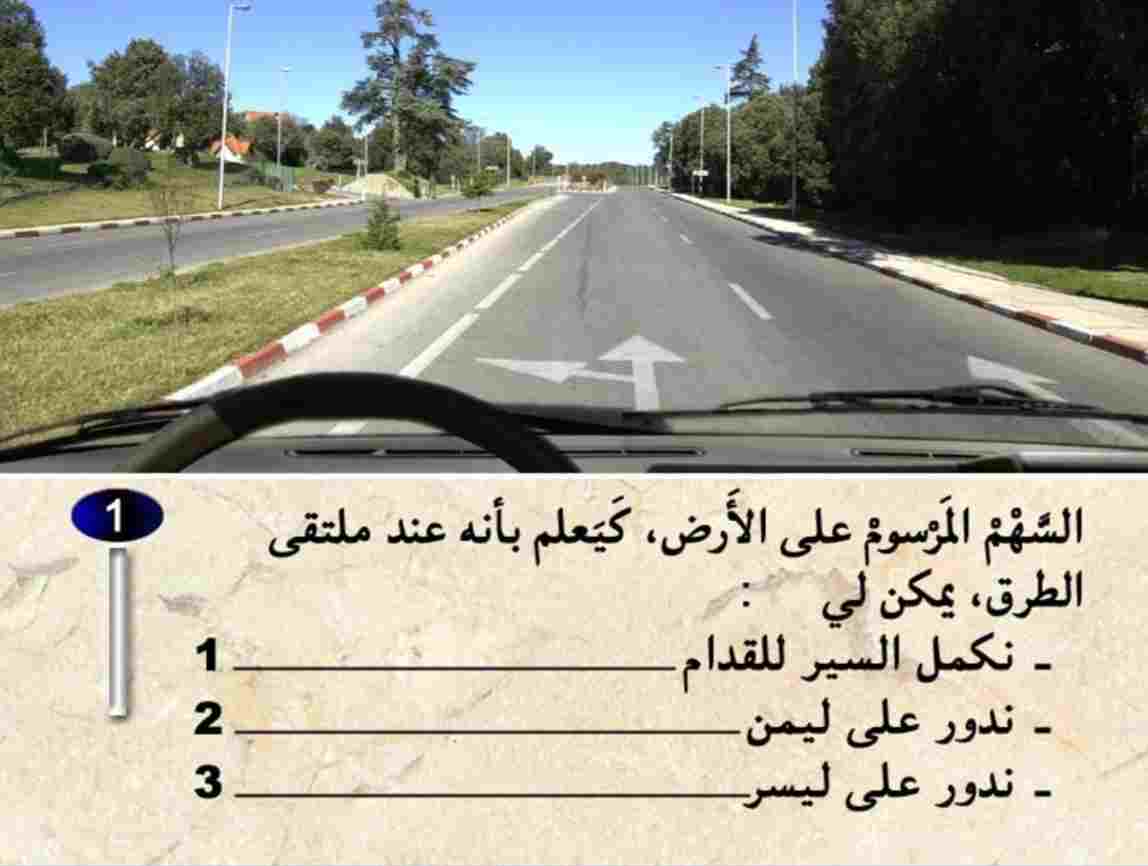 1
السَّهْمْ المَرْسومْ على الأَرض، كَيَعلم بأنه عند ملتقى
الطرق، يمكن لي :
ـ نكمل السير للقدام 1
ـ ندور على ليمن 2
ـ ندور على ليسر 3